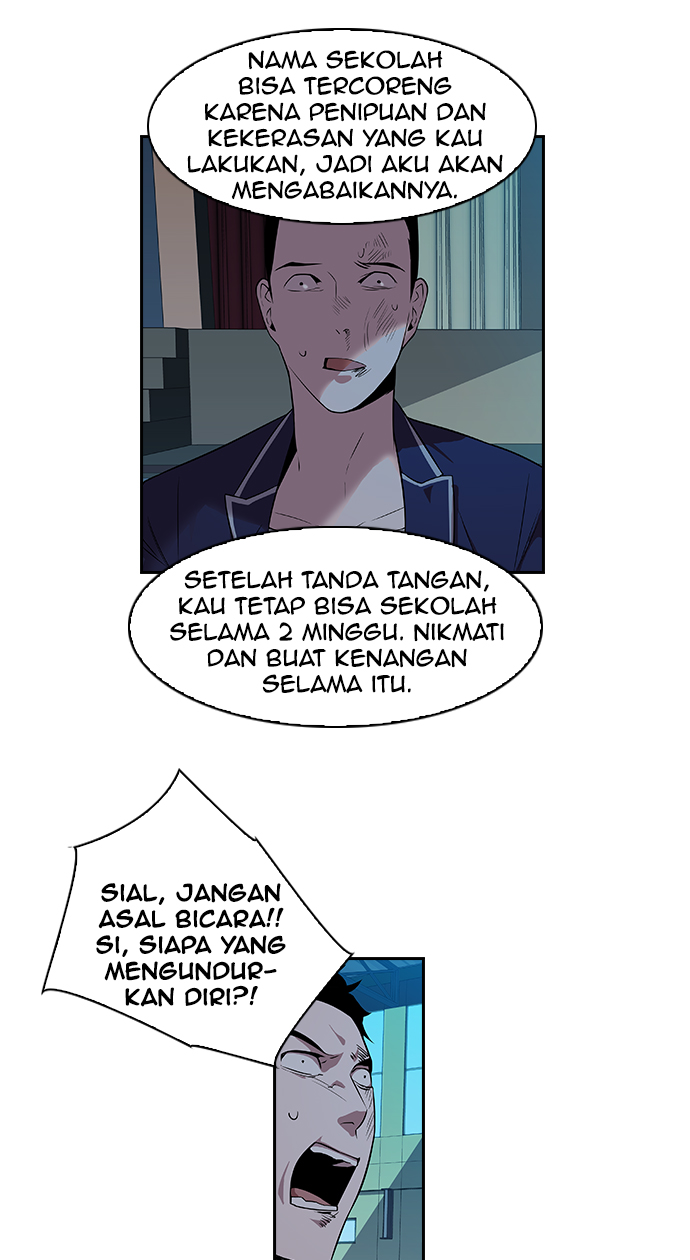 NAMA SEKOLAH
BISA TERCORENG
KARENA PENIPUAN DAN
KEKERASAN YANG KAU
LAKUKAN, JADI AKU AKAN
MENGABAIKANNYA.
SETELAH TANDA TANGAN,
KAU TETAP BISA SEKOLAH
SELAMA 2 MINGGU. NIKMATI
DAN BUAT KENANGAN
SELAMA ITU.
SIAL, JANGAN
ASAL BICARA!!
SI, SIAPA YANG
MENGUNDUR-
KAN DIRI?!